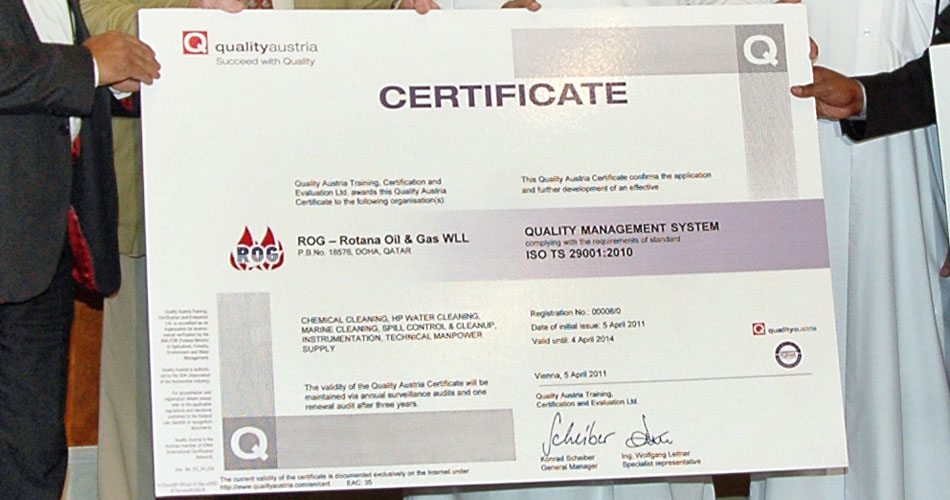 Q qualityaustria
Succeed with Quality
Q
CERTIFICATE
Quality Austria Training, Certification and
Evaluation Ltd. awards this Quality Austria
Certificate to the following organisation(s):
This Quality Austria Certificate confirms the application
and further development of an effective
ROG
ROG – Rotana Oil & Gas WLL
P.B.No. 18576, DOHA, QATAR
QUALITY MANAGEMENT SYSTEM
complying with the requirements of standard
ISO TS 29001:2010
CHEMICAL CLEANING, HP WATER CLEANING,
MARINE CLEANING, SPILL CONTROL & CLEANUP,
INSTRUMENTATION, TECHNICAL MANPOWER
SUPPLY
Registration No.: 00008/0
Date of initial issue: 5 April 2011
Valid until: 4 April 2014
Q qualityaustria
Vienna, 5 April 2011
The validity of the Quality Austria Certificate will be
maintained via annual surveillance audits and one
renewal audit after three years.
Quality Austria Training,
Certification and Evaluation Ltd.
Scheiber
Konrad Scheiber
General Manager
Ing. Wolfgang Leitner
Specialist representative
Q
The current validity of the certificate is documented exclusively on the Internet under
http://www.qualityaustria.com/en/cert EAC: 35